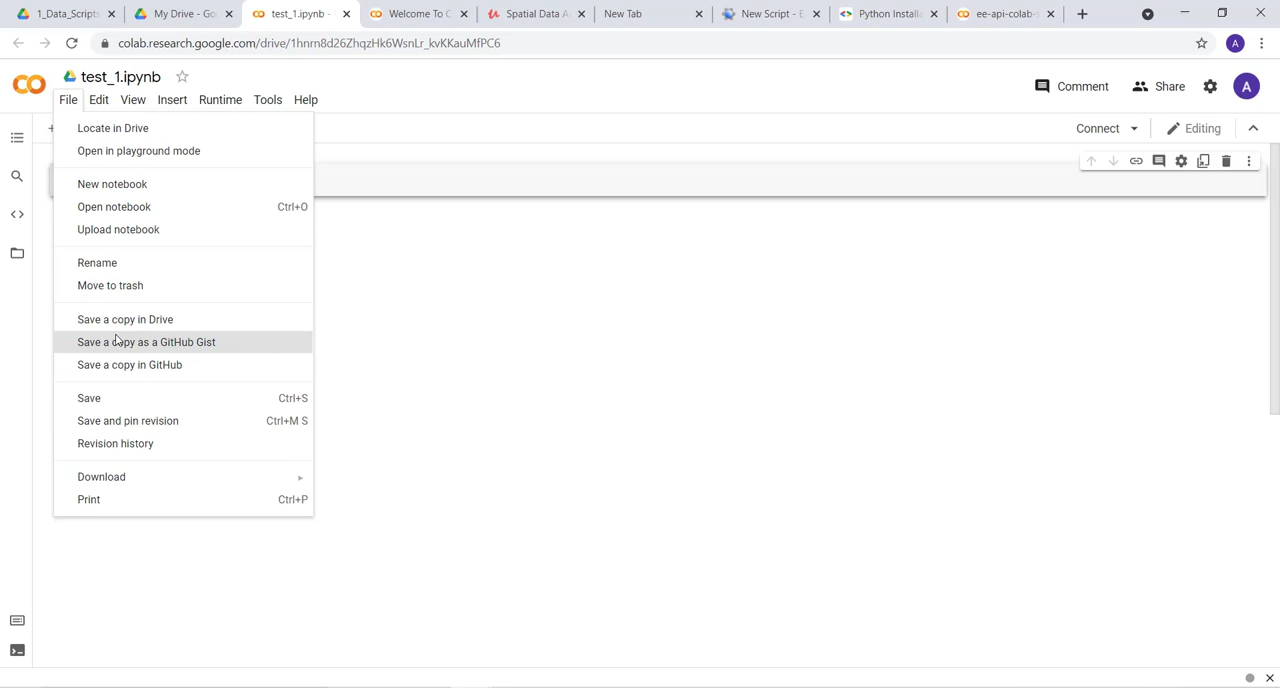 1_Data_Scripts
My Drive - Go
test_1.ipynb -
Welcome To C
Spatial Data A
New Tab
New Script - E
Python Install
ee-api-colab-s
colab.research.google.com/drive/1hnrn8d26ZhqzHk6WsnLr_kvKKauMfPC6
A
test_1.ipynb
Comment
Share
A
File Edit View Insert Runtime Tools Help
Connect
Editing
Locate in Drive
Open in playground mode
New notebook
Open notebook Ctrl+O
Upload notebook
Rename
Move to trash
Save a copy in Drive
Save a copy as a GitHub Gist
Save a copy in GitHub
Save Ctrl+S
Save and pin revision Ctrl+M S
Revision history
Download
Print Ctrl+P